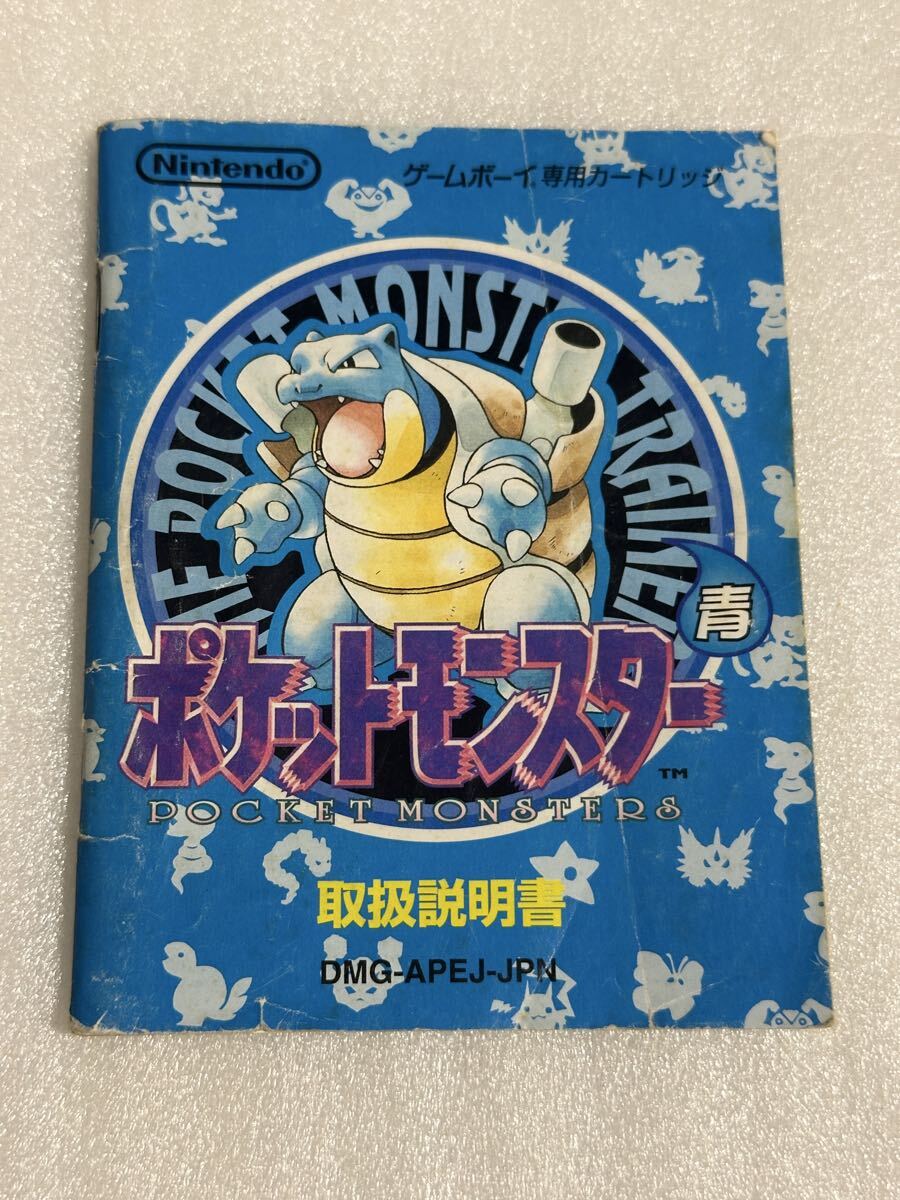 Nintendo®
ゲームボーイ®専用カートリッジ
THE POCKET MONSTER TRAINER
青
ポケットモンスター
TM
POCKET MONSTERS
取扱説明書
DMG-APEJ-JPN